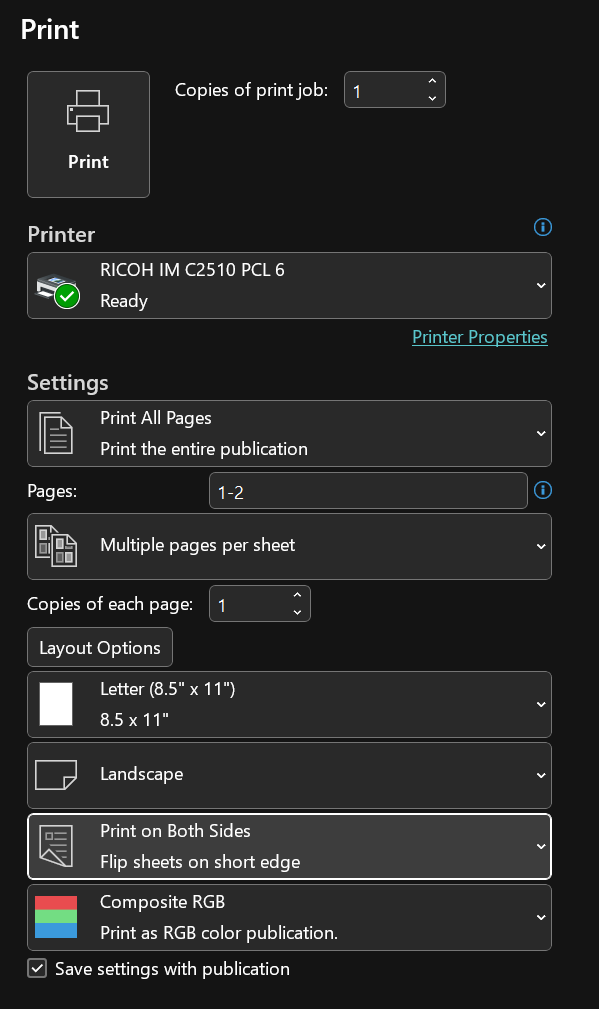 Print
Print
Copies of print job: 1
Printer
RICOH IM C2510 PCL 6
Ready
Printer Properties
Settings
Print All Pages
Print the entire publication
Pages: 1-2
Multiple pages per sheet
Copies of each page: 1
Layout Options
Letter (8.5" x 11")
8.5 x 11"
Landscape
Print on Both Sides
Flip sheets on short edge
Composite RGB
Print as RGB color publication.
Save settings with publication